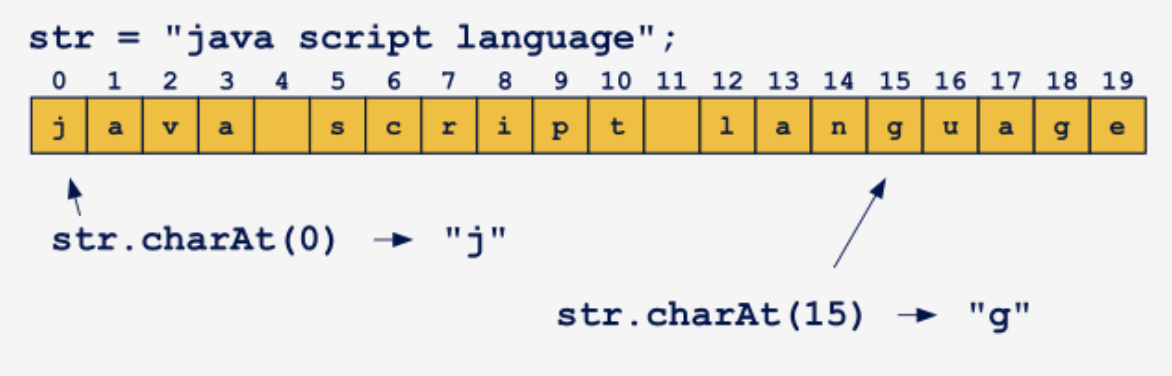 str = "java script language";
0 1 2 3 4 5 6 7 8 9 10 11 12 13 14 15 16 17 18 19
j a v a s c r i p t l a n g u a g e
str.charAt(0) → "j"
str.charAt(15) → "g"